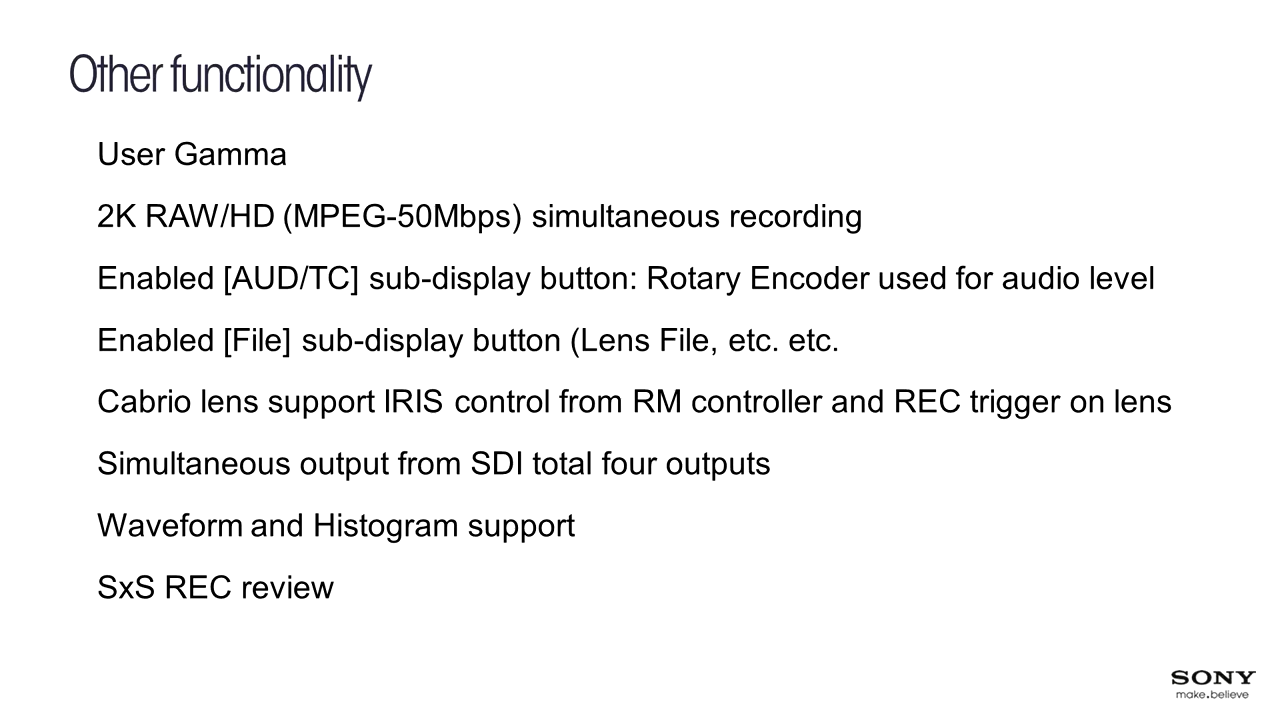 Other functionality
User Gamma
2K RAW/HD (MPEG-50Mbps) simultaneous recording
Enabled [AUD/TC] sub-display button: Rotary Encoder used for audio level
Enabled [File] sub-display button (Lens File, etc. etc.
Cabrio lens support IRIS control from RM controller and REC trigger on lens
Simultaneous output from SDI total four outputs
Waveform and Histogram support
SxS REC review
SONY
make.believe